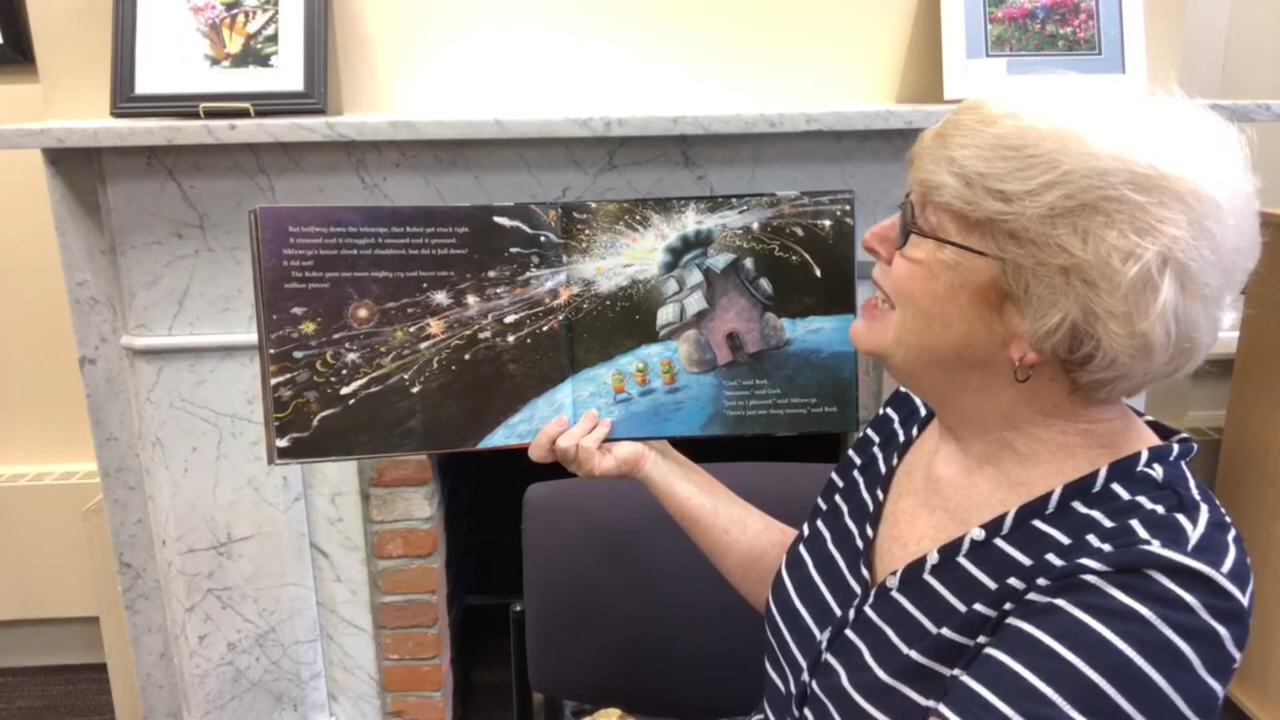 But halfway down the telescope, that Robot got stuck tight.
It strained and it struggled. It moaned and it groaned.
Nklxwcyz's house shook and shuddered, but did it fall down?
It did not!
The Robot gave one more mighty cry and burst into a
million pieces!
"Cool," said Bork.
"Awesome," said Gork.
"Just as I planned," said Nklxwcyz.
"There's just one thing missing," said Bork.